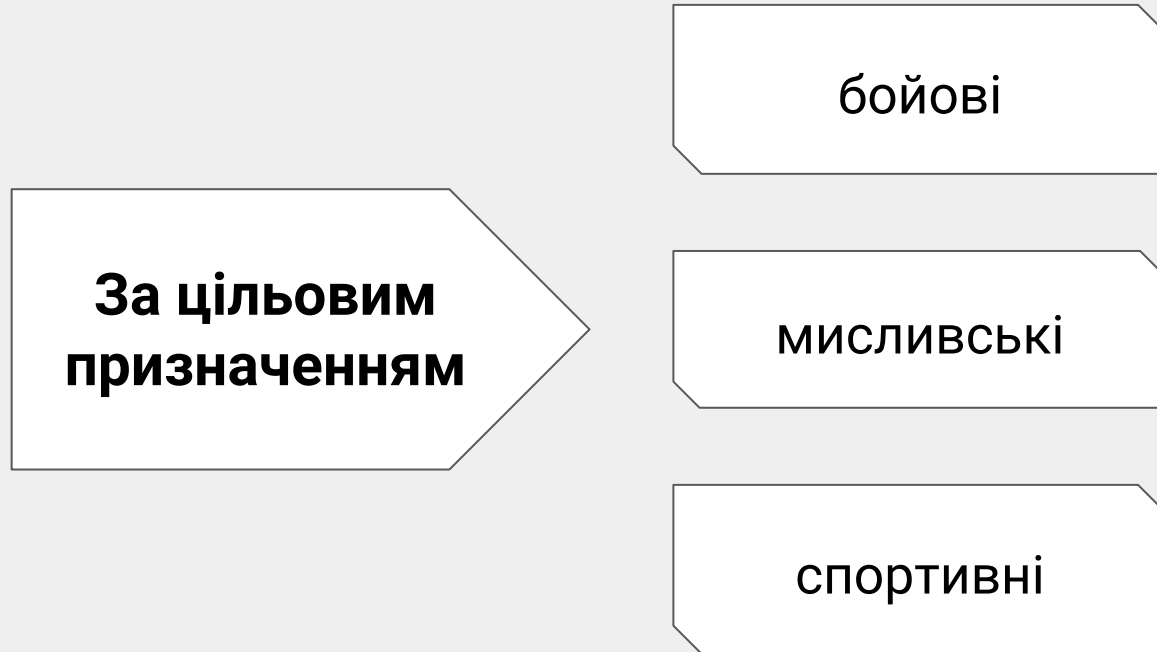 За цільовим
призначенням
бойові
мисливські
спортивні